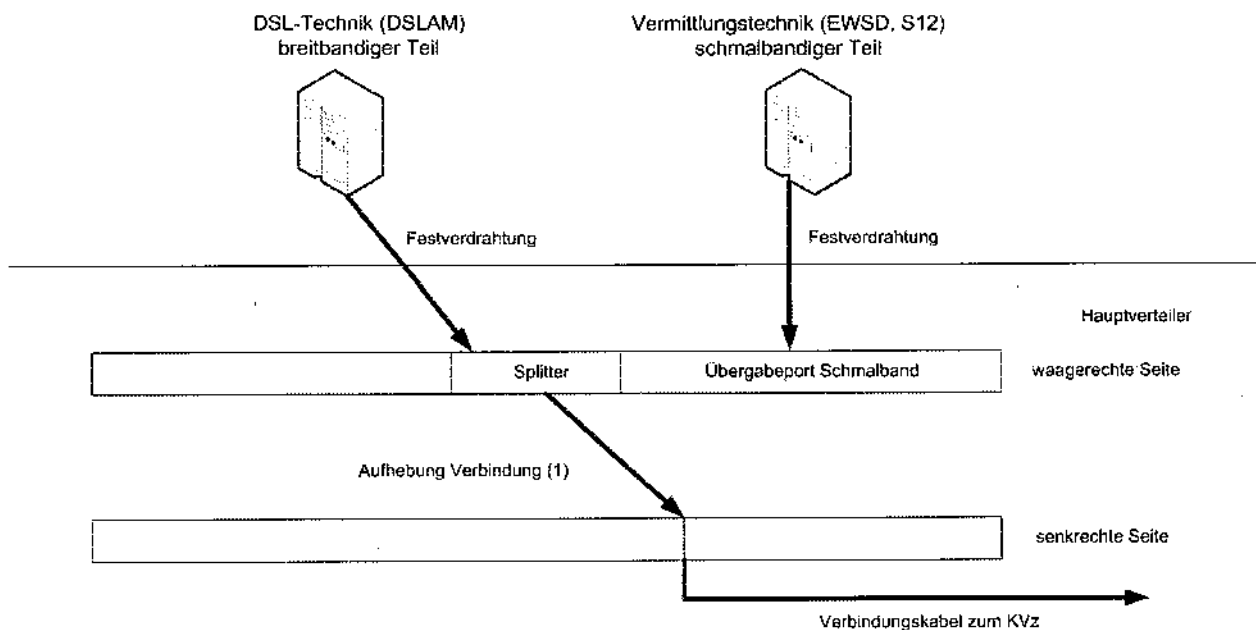 DSL-Technik (DSLAM)
breitbandiger Teil
Vermittlungstechnik (EWSD, S12)
schmalbandiger Teil
Festverdrahtung
Festverdrahtung
Hauptverteiler
Splitter
Übergabeport Schmalband
waagerechte Seite
Aufhebung Verbindung (1)
senkrechte Seite
Verbindungskabel zum KVz